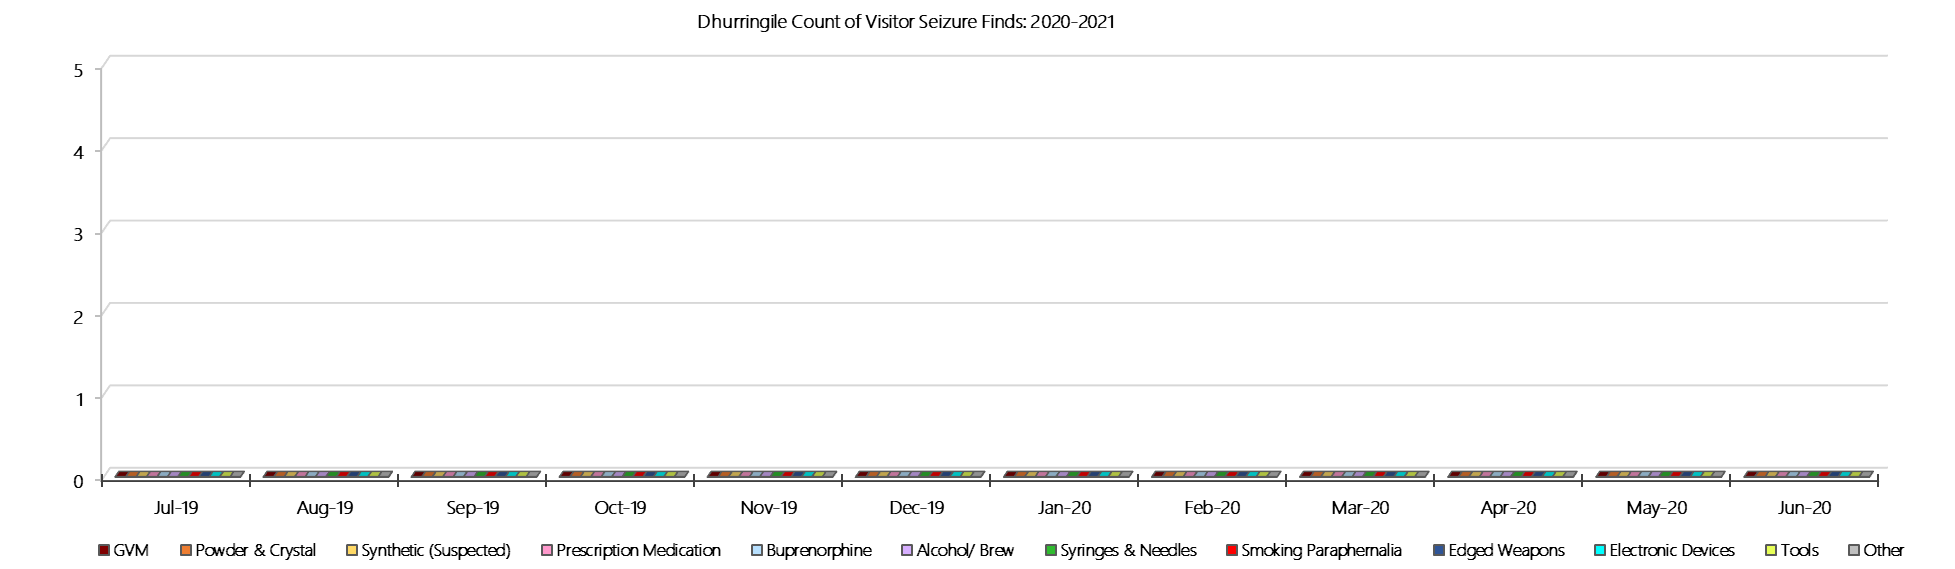 Dhurringile Count of Visitor Seizure Finds: 2020-2021
5
4
3
2
1
0
Jul-19 Aug-19 Sep-19 Oct-19 Nov-19 Dec-19 Jan-20 Feb-20 Mar-20 Apr-20 May-20 Jun-20
GVM Powder & Crystal Synthetic (Suspected) Prescription Medication Buprenorphine Alcohol/ Brew Syringes & Needles Smoking Paraphernalia Edged Weapons Electronic Devices Tools Other